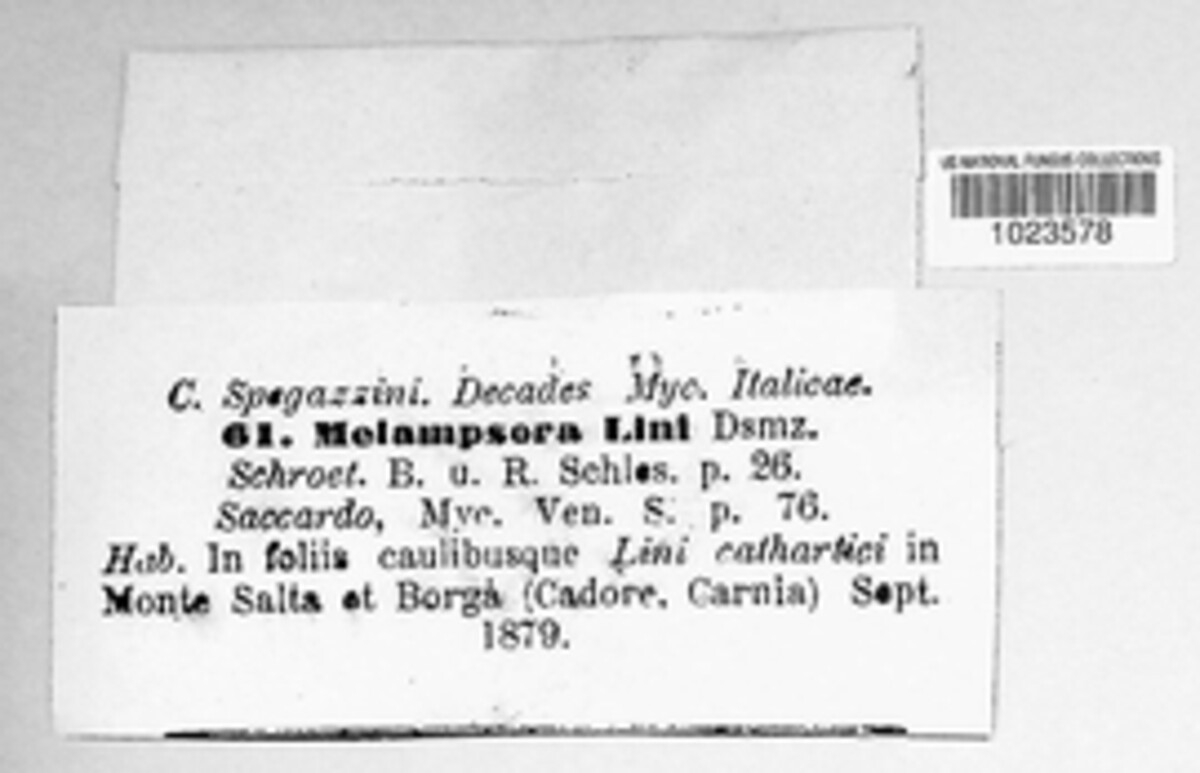 US NATIONAL FUNGUS COLLECTIONS
1023578
C. Spegazzini. Decades Myc. Italicae.
61. Melampsora Lini Dsmz.
Schroet. B. u. R. Schles. p. 26.
Saccardo, Myc. Ven. S. p. 76.
Hab. In foliis caulibusque Lini cathartici in
Monte Salta et Borgà (Cadore, Carnia) Sept.
1879.